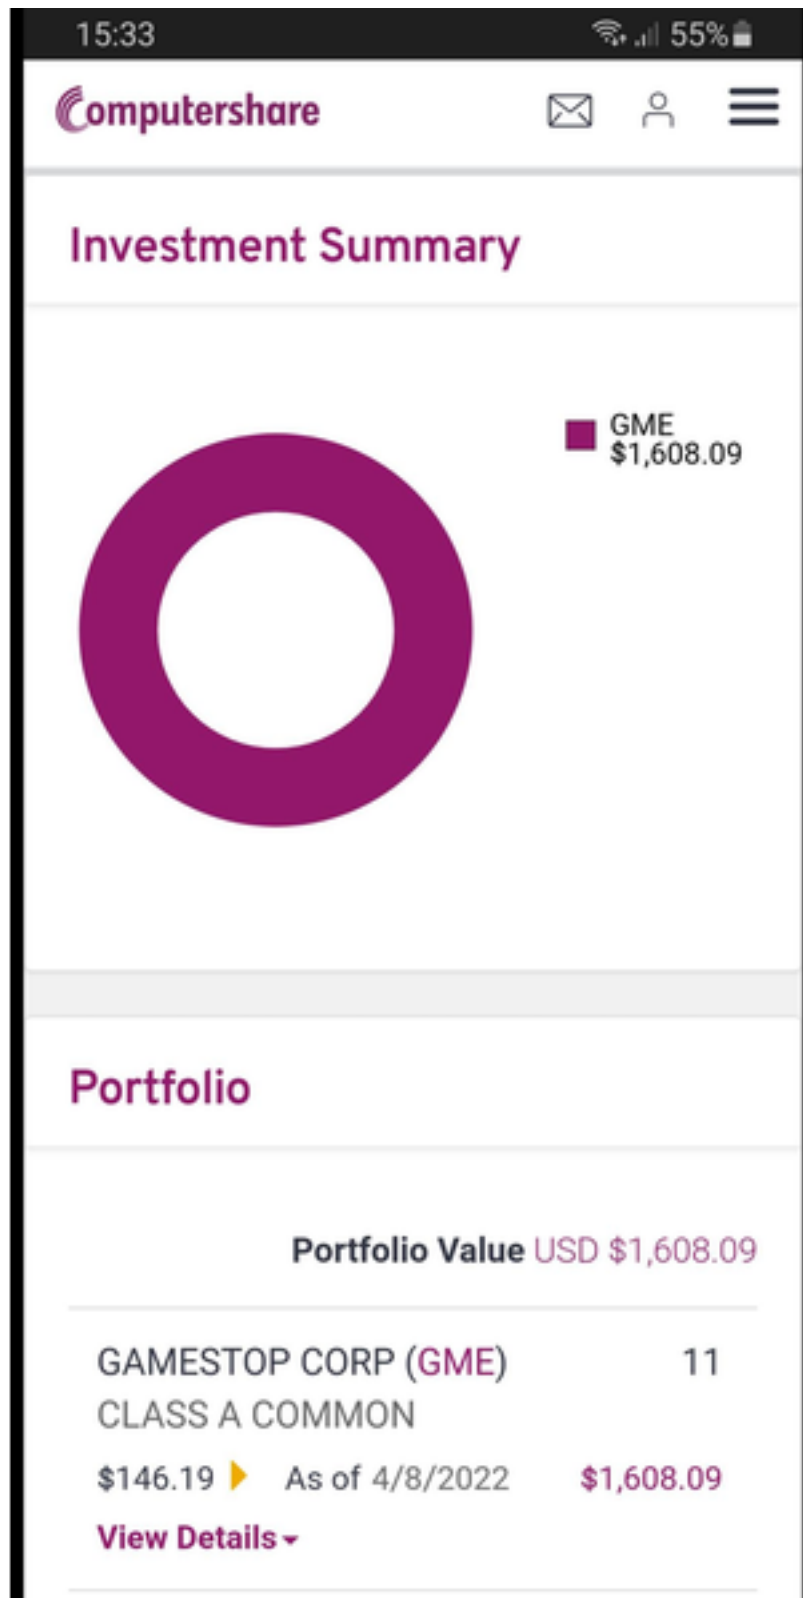 15:33 55%
Computershare
Investment Summary
GME
$1,608.09
Portfolio
Portfolio Value USD $1,608.09
GAMESTOP CORP (GME) 11
CLASS A COMMON
$146.19 As of 4/8/2022 $1,608.09
View Details